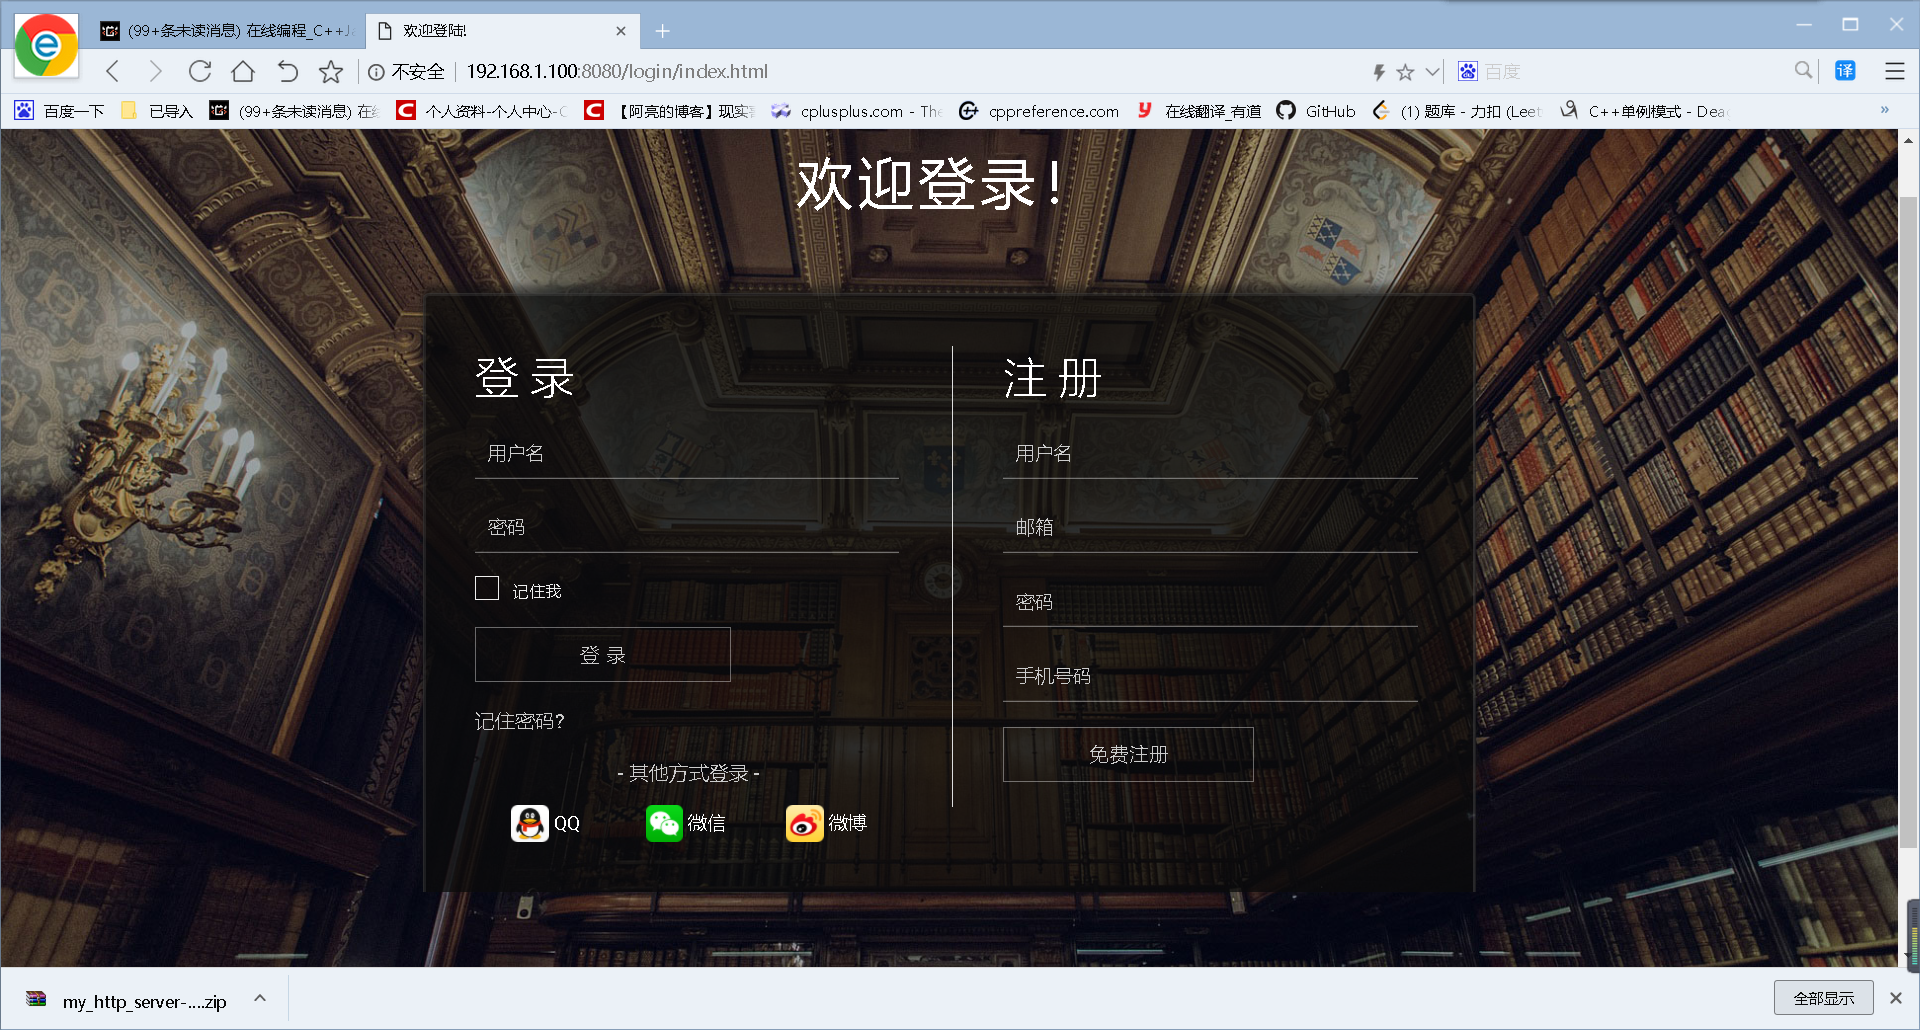 (99+条未读消息) 在线编程_C++J
欢迎登陆!
不安全
192.168.1.100:8080/login/index.html
百度
译
百度一下
已导入
(99+条未读消息) 在线
个人资料-个人中心-C
【阿亮的博客】现实
cplusplus.com - The
cppreference.com
在线翻译_有道
GitHub
(1) 题库 - 力扣 (Leet
C++单例模式 - Dea
欢迎登录!
登 录
用户名
密码
记住我
登 录
记住密码?
- 其他方式登录 -
QQ
微信
微博
注 册
用户名
邮箱
密码
手机号码
免费注册
my_http_server-....zip
全部显示